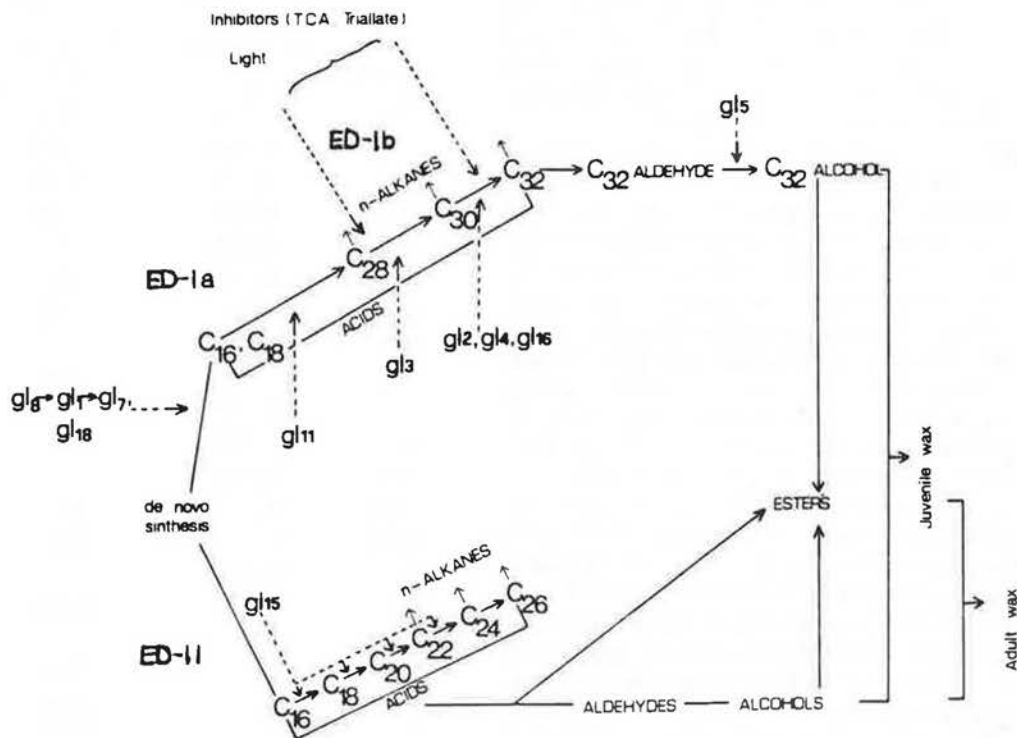 Inhibitors (TCA, Triallate)
Light
ED-Ib
n-ALKANES
gl5
C32 → C32 ALDEHYDE → C32 ALCOHOL
C30
C28
ED-Ia
ACIDS
C16, C18
gl2, gl4, gl16
gl3
gl8→gl1→gl7,
gl18
gl11
Juvenile wax
ESTERS
de novo
sinthesis
n-ALKANES
gl15
C16 → C18 → C20 → C22 → C24 → C26
ED-II
ACIDS
Adult wax
ALDEHYDES — ALCOHOLS